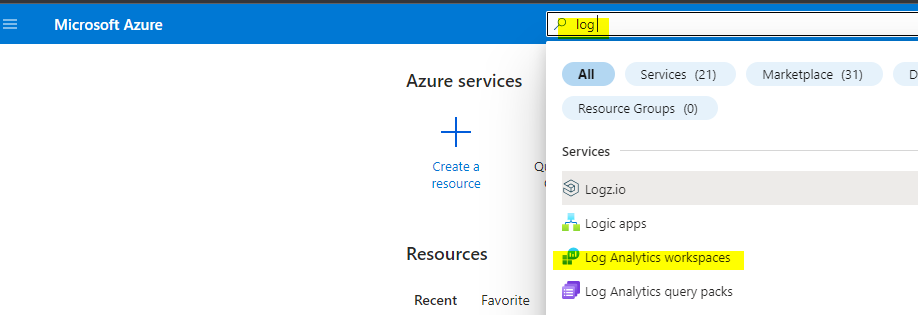 Microsoft Azure
log
All
Services (21)
Marketplace (31)
D
Resource Groups (0)
Azure services
Create a
resource
Qu
Services
Logz.io
Logic apps
Log Analytics workspaces
Log Analytics query packs
Resources
Recent
Favorite